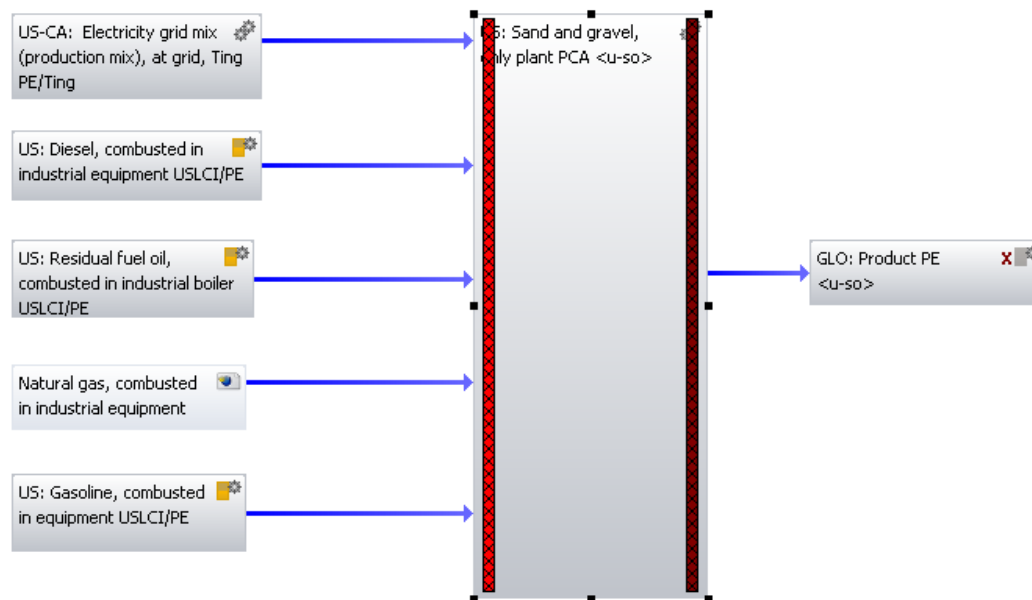 US-CA: Electricity grid mix
(production mix), at grid, Ting
PE/Ting
US: Diesel, combusted in
industrial equipment USLCI/PE
US: Residual fuel oil,
combusted in industrial boiler
USLCI/PE
Natural gas, combusted
in industrial equipment
US: Gasoline, combusted
in equipment USLCI/PE
Sand and gravel,
plant PCA <u-so>
GLO: Product PE
X
<u-so>